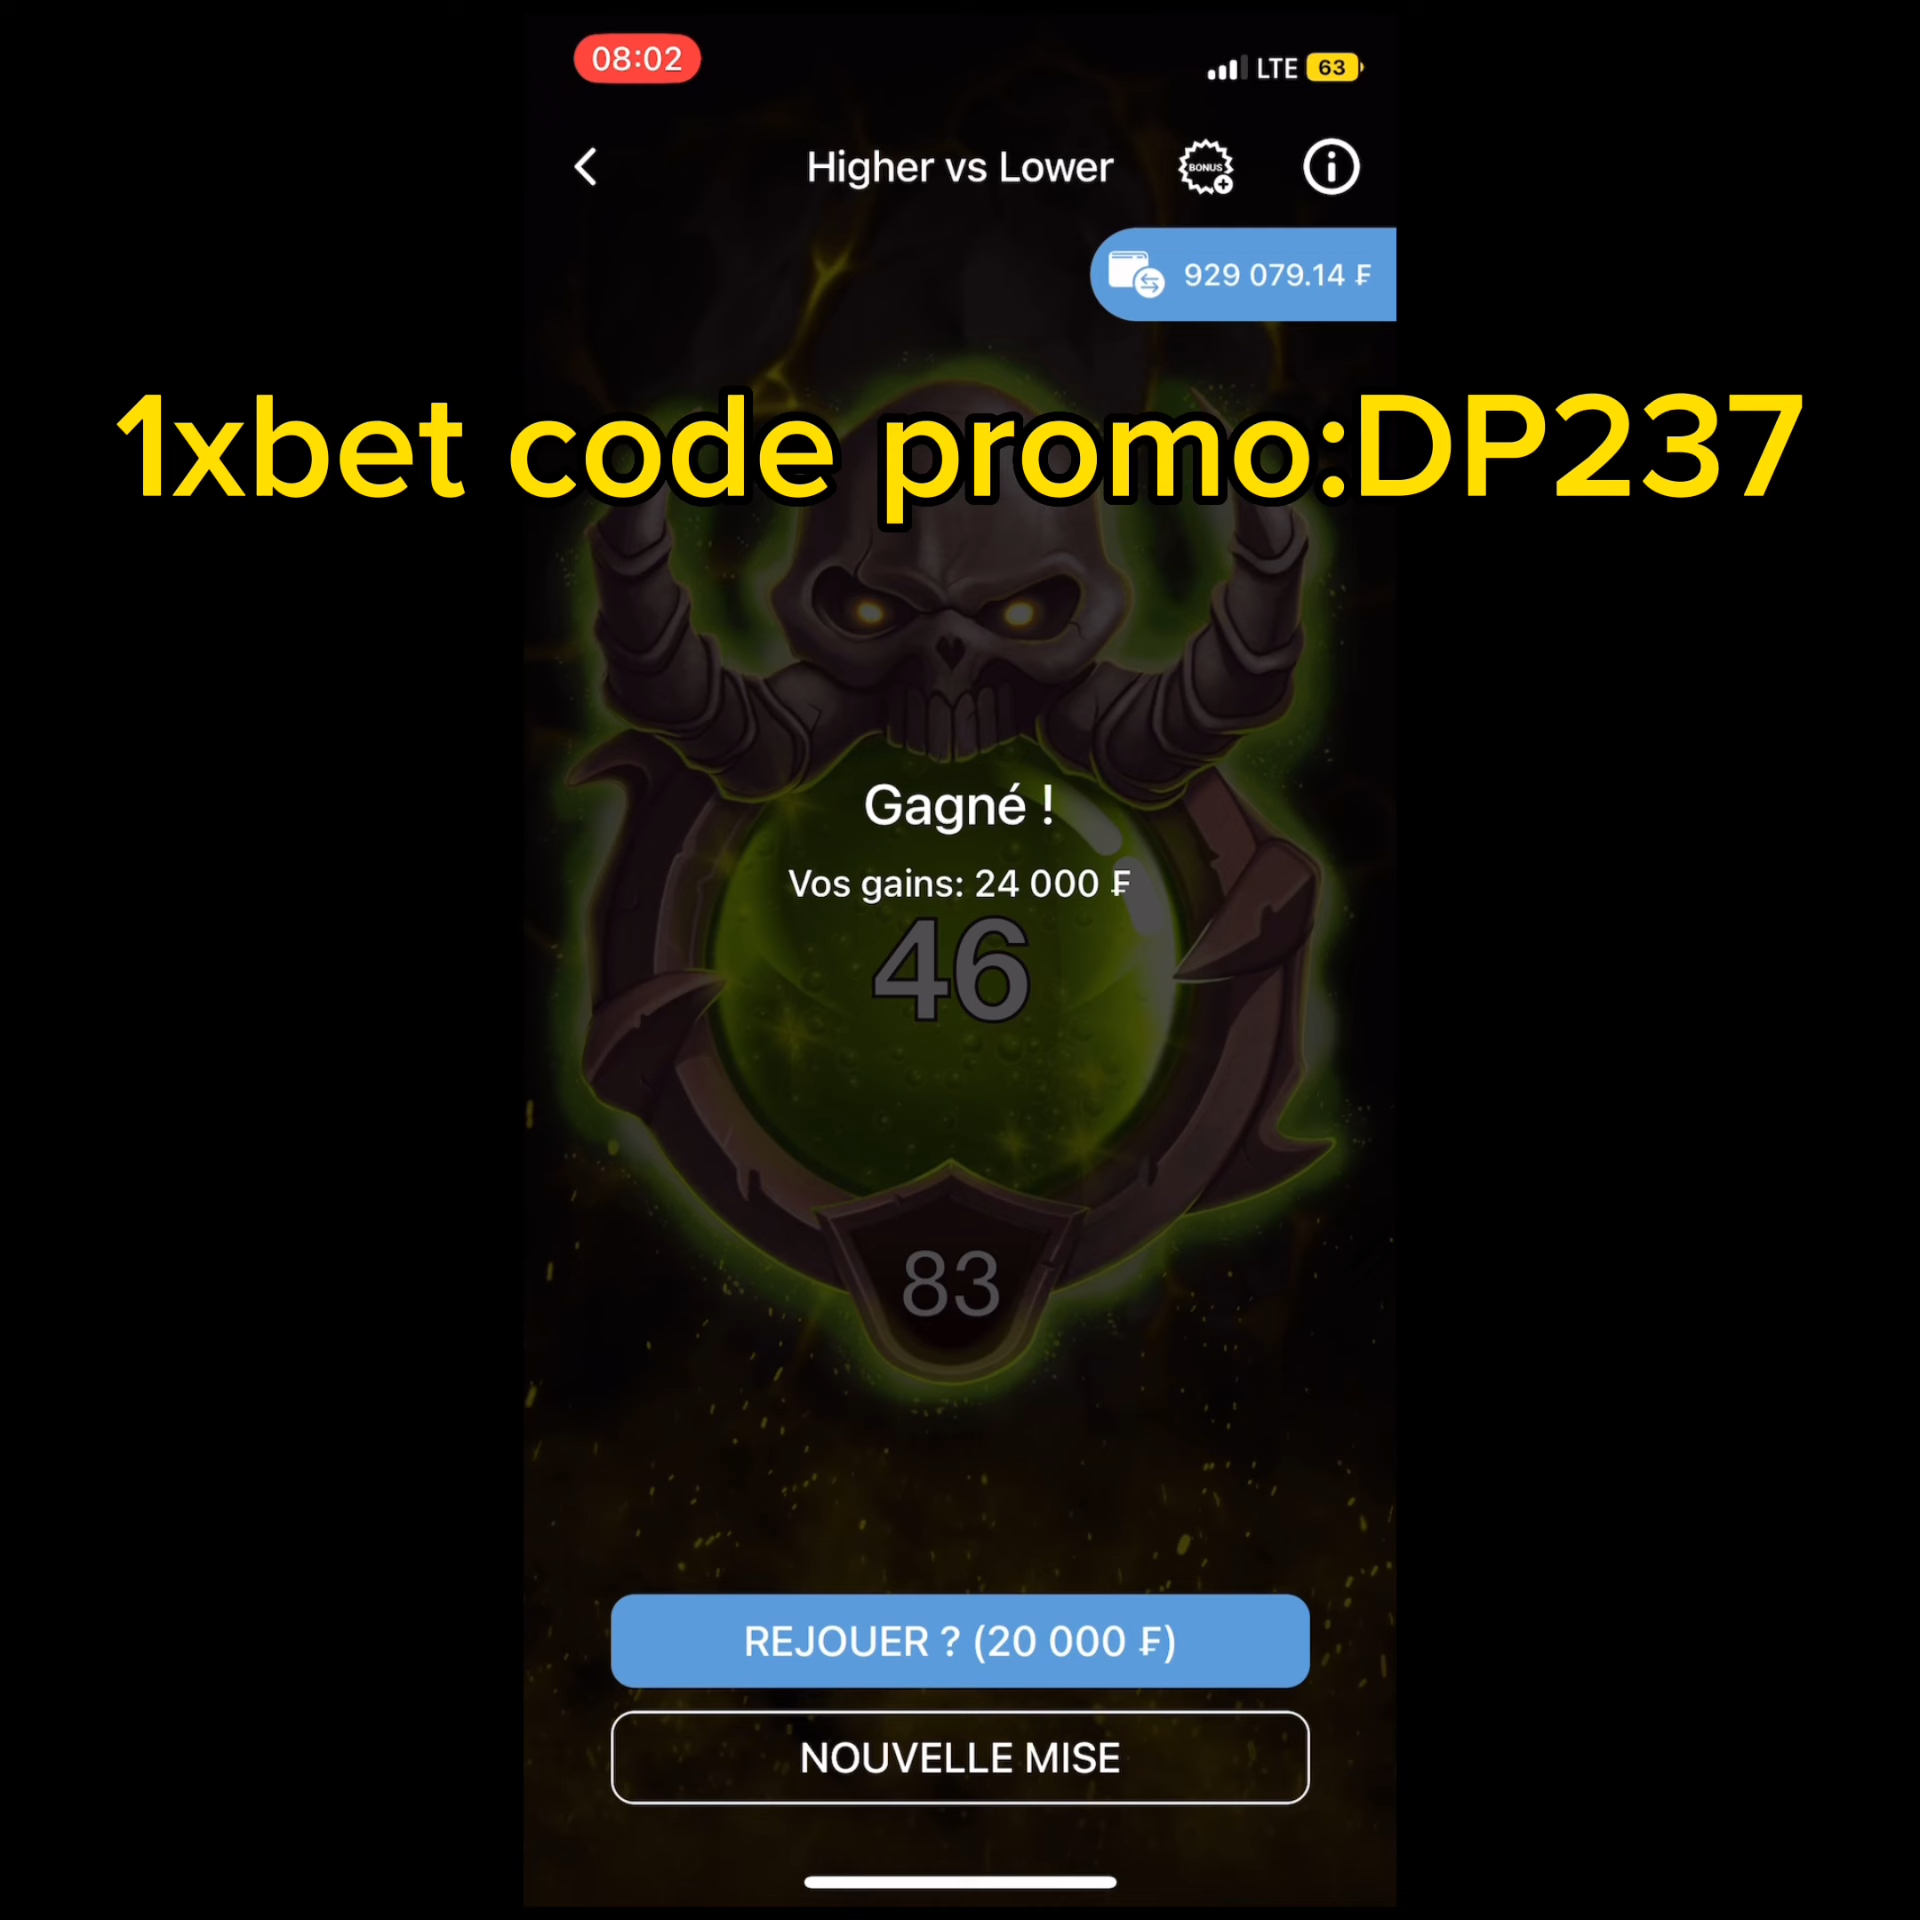 08:02
LTE 63
Higher vs Lower
BONUS
929 079.14 ₣
1xbet code promo:DP237
Gagné !
Vos gains: 24 000 ₣
46
83
REJOUER ? (20 000 ₣)
NOUVELLE MISE